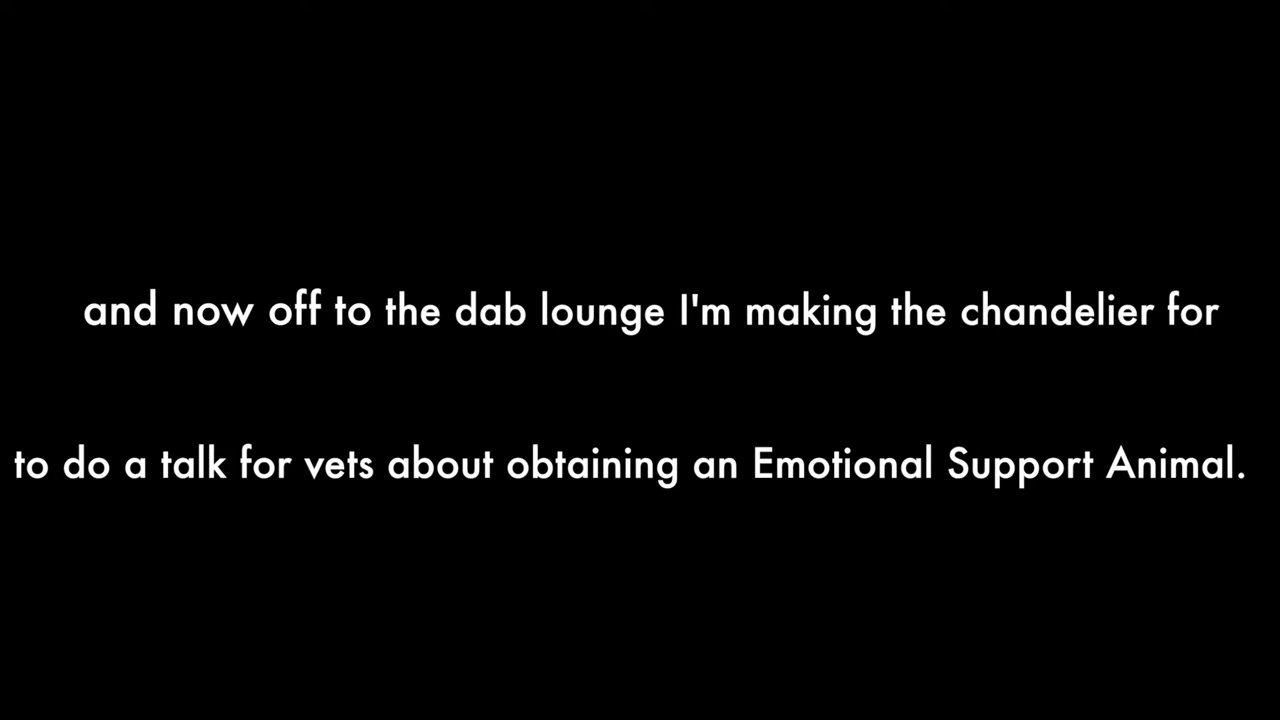 and now off to the dab lounge I'm making the chandelier for
to do a talk for vets about obtaining an Emotional Support Animal.